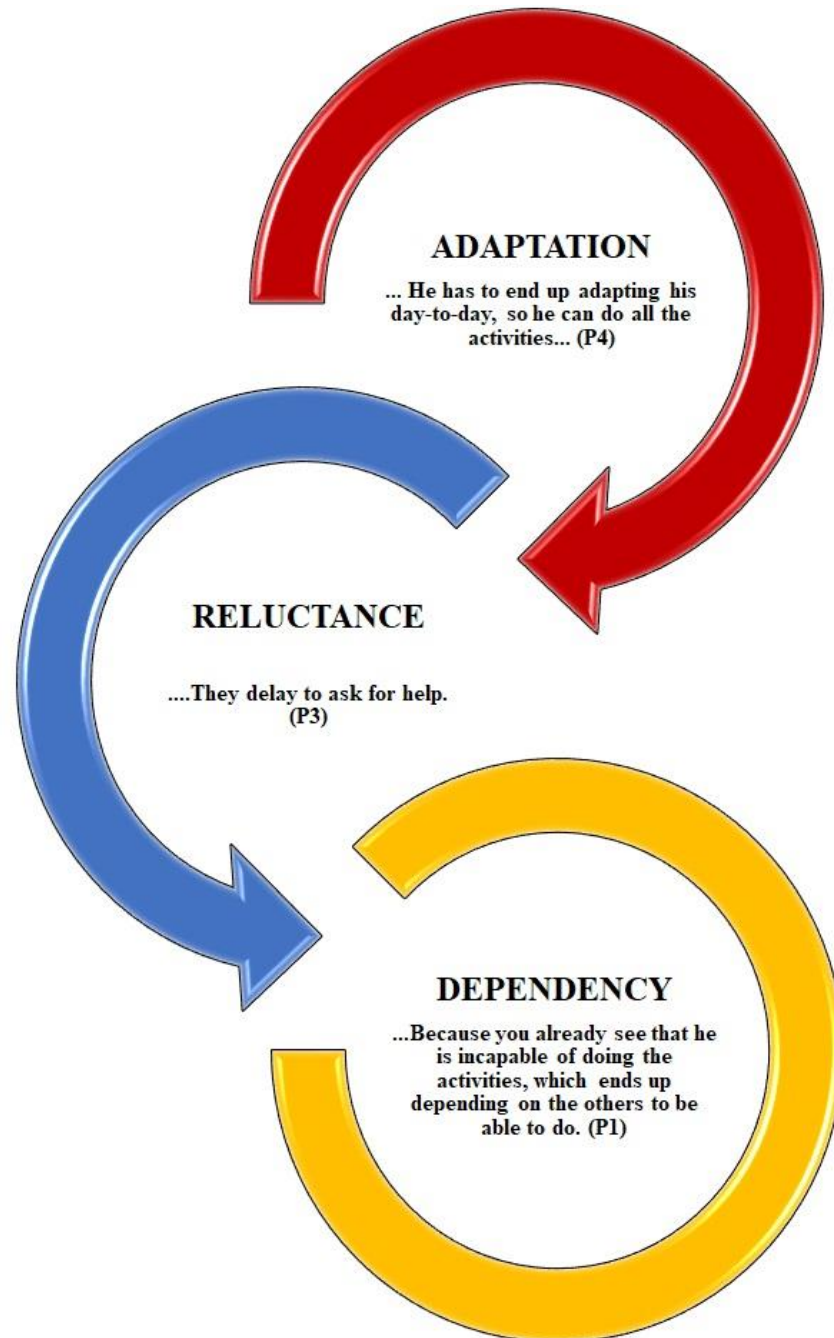 ADAPTATION
... He has to end up adapting his
day-to-day, so he can do all the
activities... (P4)
RELUCTANCE
....They delay to ask for help.
(P3)
DEPENDENCY
...Because you already see that he
is incapable of doing the
activities, which ends up
depending on the others to be
able to do. (P1)